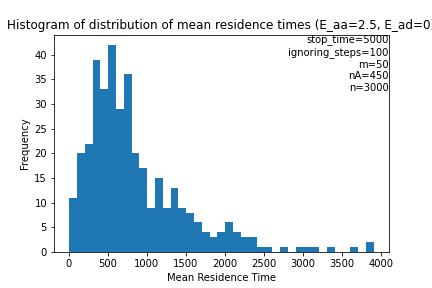 Histogram of distribution of mean residence times (E_aa=2.5, E_ad=0
stop_time=5000
ignoring_steps=100
m=50
nA=450
n=3000
40
35
30
25
20
15
10
5
0
Frequency
0 500 1000 1500 2000 2500 3000 3500 4000
Mean Residence Time